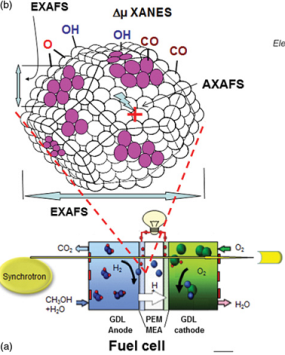 (b)
EXAFS
Δμ XANES
O
OH
OH
CO
CO
Ele
AXAFS
EXAFS
CO2
H2
H
O2
O2
Synchrotron
CH3OH
+H2O
H2O
GDL
Anode
PEM
MEA
GDL
cathode
(a)
Fuel cell